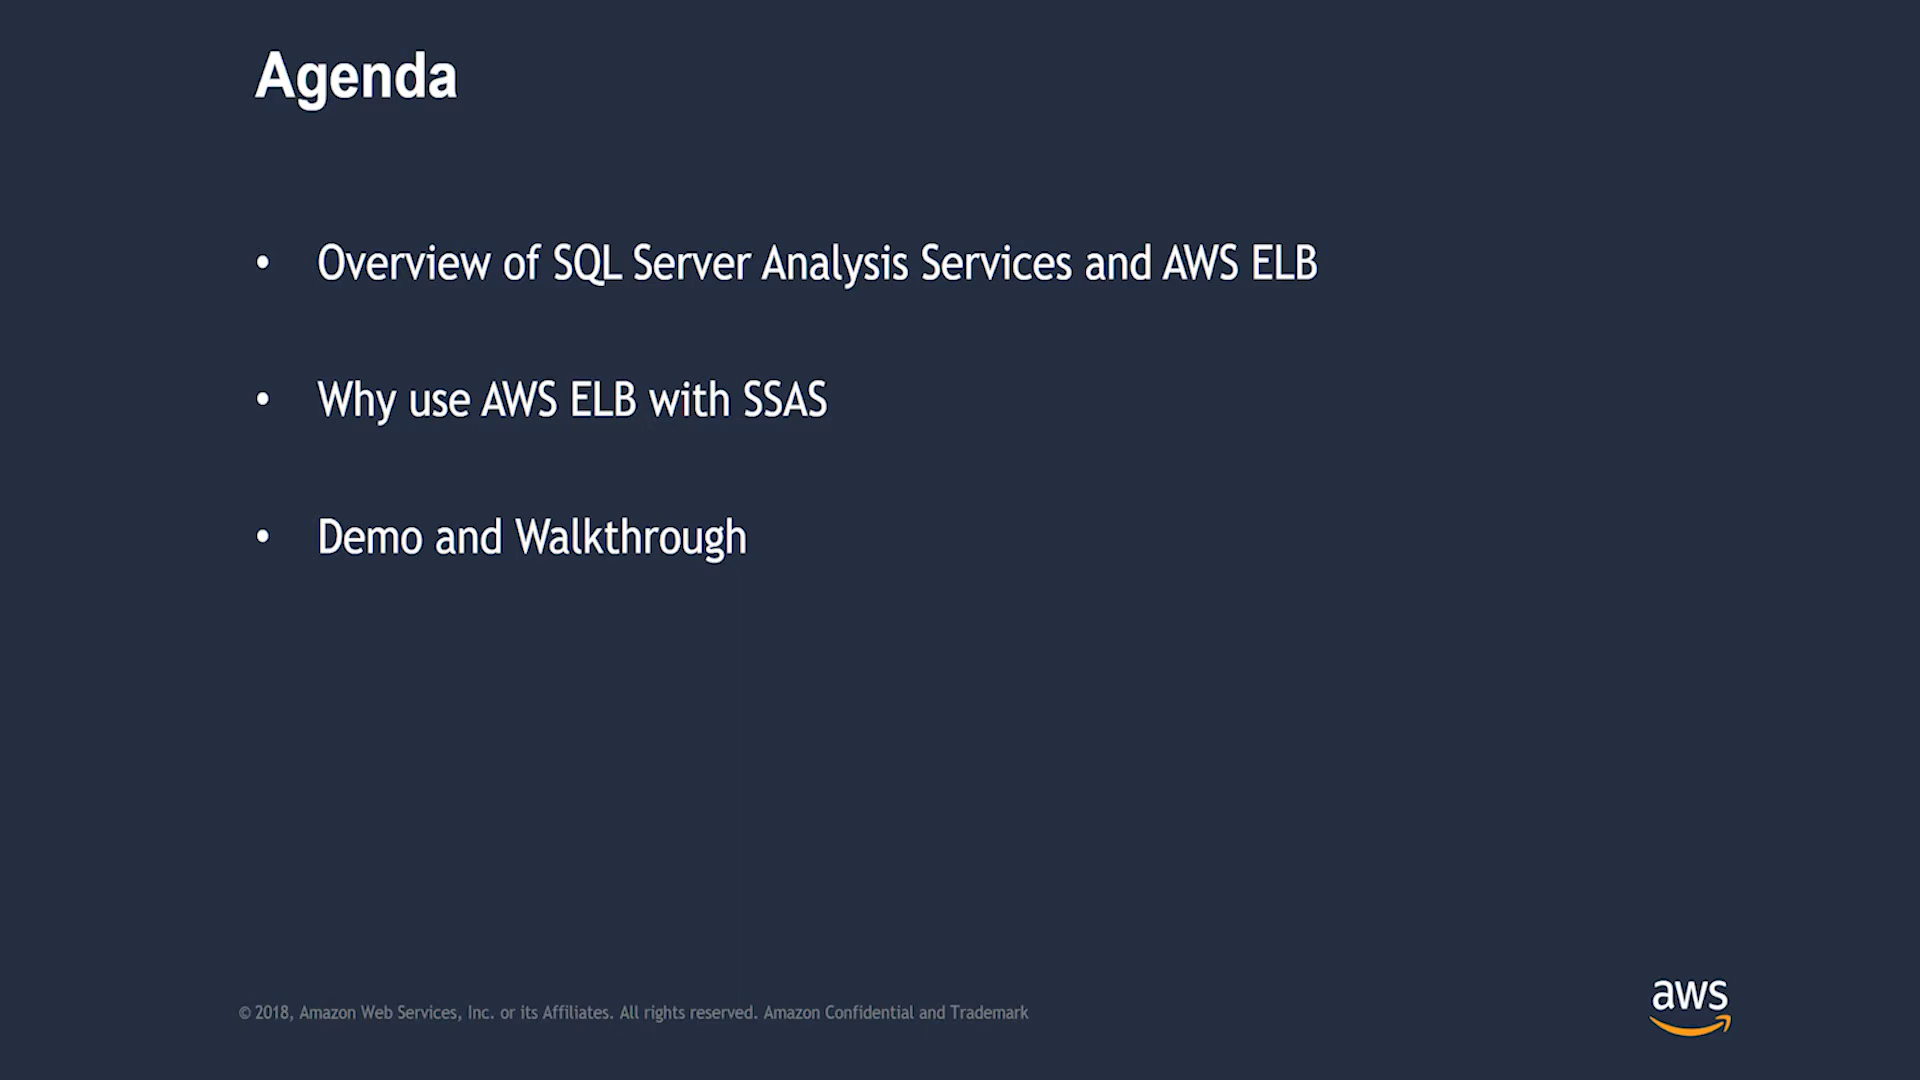 Agenda
• Overview of SQL Server Analysis Services and AWS ELB
• Why use AWS ELB with SSAS
• Demo and Walkthrough
© 2018, Amazon Web Services, Inc. or its Affiliates. All rights reserved. Amazon Confidential and Trademark
aws